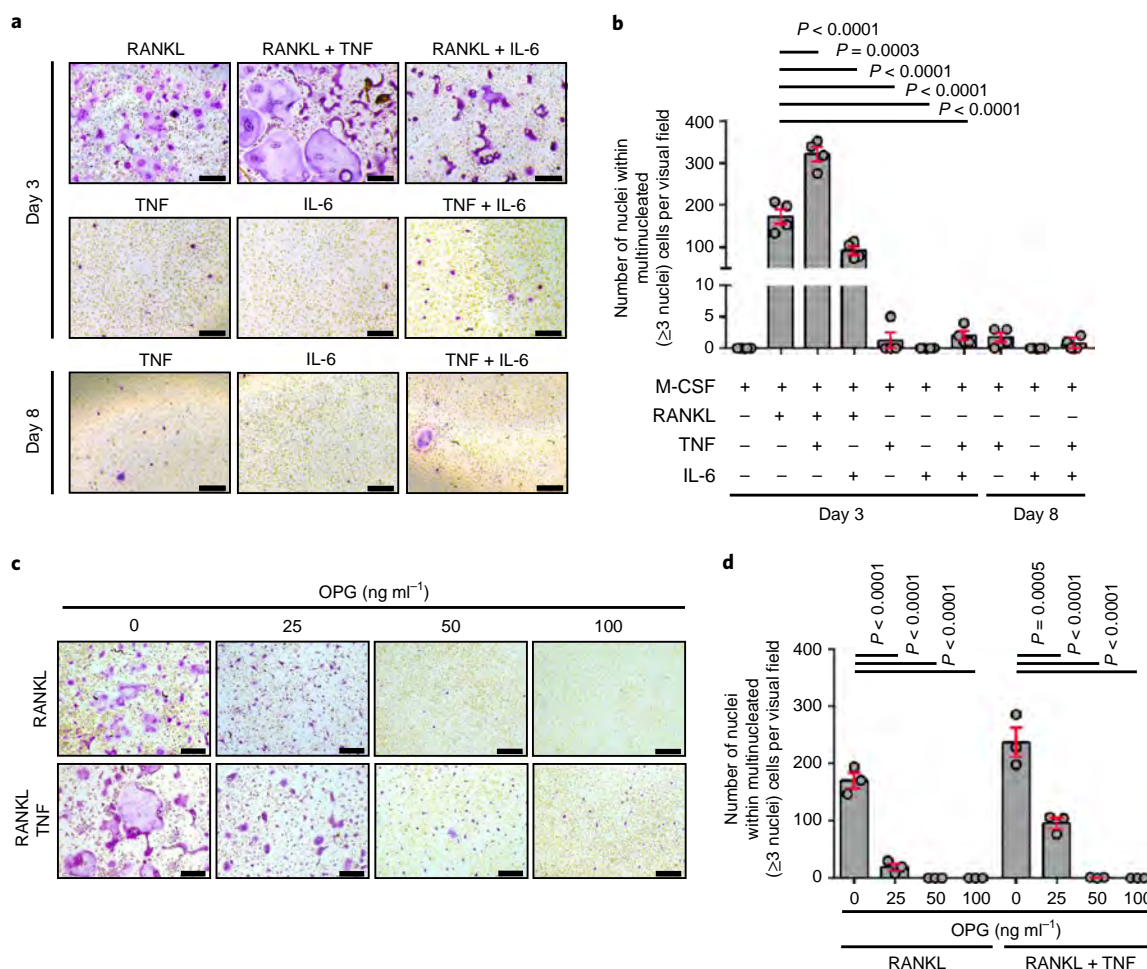 a
RANKL RANKL + TNF RANKL + IL-6
Day 3
TNF IL-6 TNF + IL-6
Day 8
TNF IL-6 TNF + IL-6
b
P < 0.0001
P = 0.0003
P < 0.0001
P < 0.0001
P < 0.0001
Number of nuclei within
multinucleated
(≥3 nuclei) cells per visual field
400
300
200
100
10
5
0
M-CSF + + + + + + + + + +
RANKL – + + + – – – – – –
TNF – – + – + – + + – +
IL-6 – – – + – + + – + +
Day 3 Day 8
c
OPG (ng ml⁻¹)
0 25 50 100
RANKL
RANKL
TNF
d
P < 0.0001
P < 0.0001
P < 0.0001
P = 0.0005
P < 0.0001
P < 0.0001
Number of nuclei
within multinucleated
(≥3 nuclei) cells per visual field
400
300
200
100
0
0 25 50 100 0 25 50 100
OPG (ng ml⁻¹)
RANKL RANKL + TNF